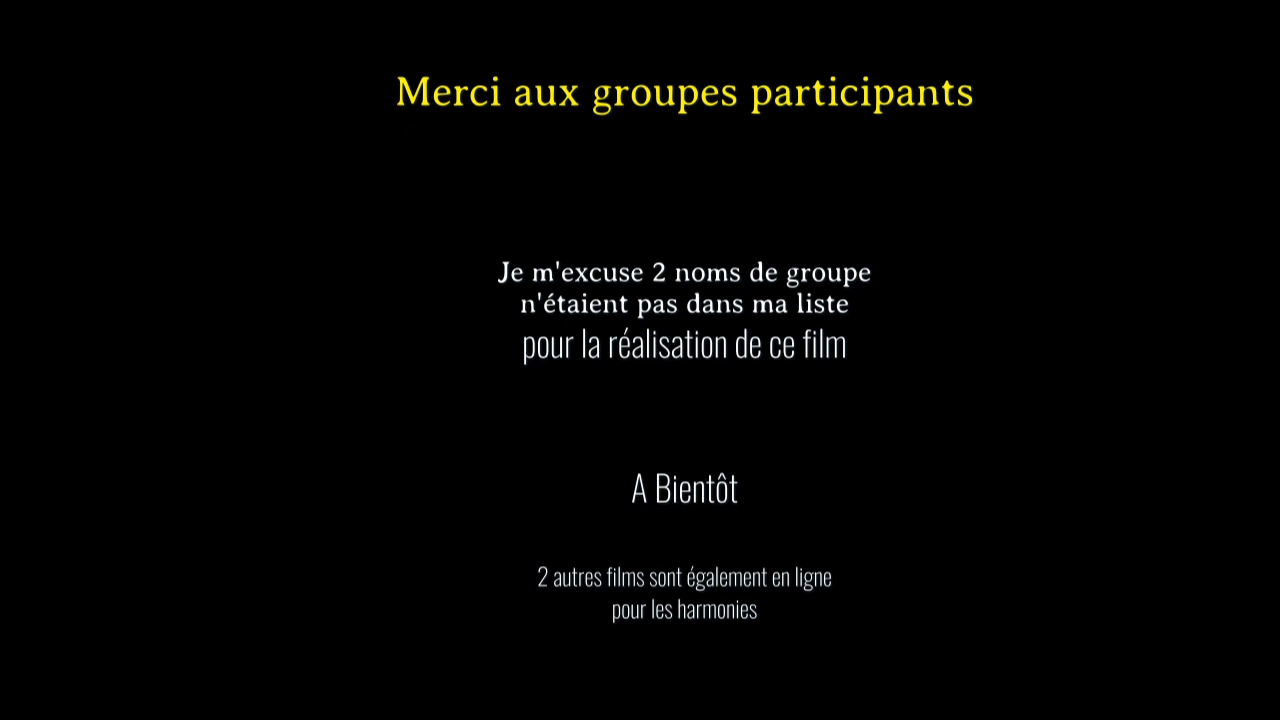 Merci aux groupes participants
Je m'excuse 2 noms de groupe
n'étaient pas dans ma liste
pour la réalisation de ce film
A Bientôt
2 autres films sont également en ligne
pour les harmonies